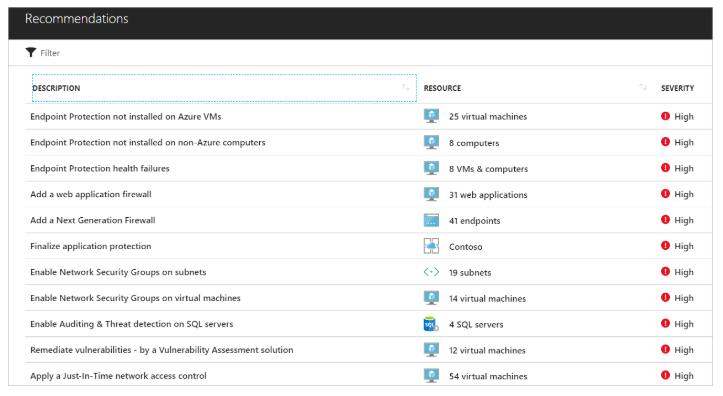 Recommendations
Filter
DESCRIPTION RESOURCE SEVERITY
Endpoint Protection not installed on Azure VMs 25 virtual machines High
Endpoint Protection not installed on non-Azure computers 8 computers High
Endpoint Protection health failures 8 VMs & computers High
Add a web application firewall 31 web applications High
Add a Next Generation Firewall 41 endpoints High
Finalize application protection Contoso High
Enable Network Security Groups on subnets 19 subnets High
Enable Network Security Groups on virtual machines 14 virtual machines High
Enable Auditing & Threat detection on SQL servers SQL 4 SQL servers High
Remediate vulnerabilities - by a Vulnerability Assessment solution 12 virtual machines High
Apply a Just-In-Time network access control 54 virtual machines High